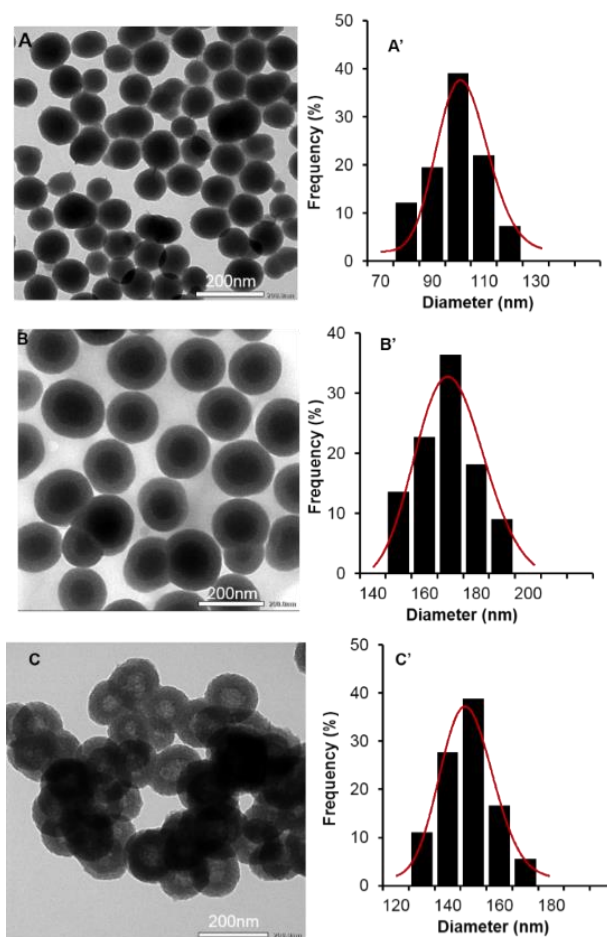 A
200nm
A'
50
40
30
20
10
0
Frequency (%)
70 90 110 130
Diameter (nm)
B
200nm
B'
40
30
20
10
0
Frequency (%)
140 160 180 200
Diameter (nm)
C
200nm
C'
50
40
30
20
10
0
Frequency (%)
120 140 160 180
Diameter (nm)